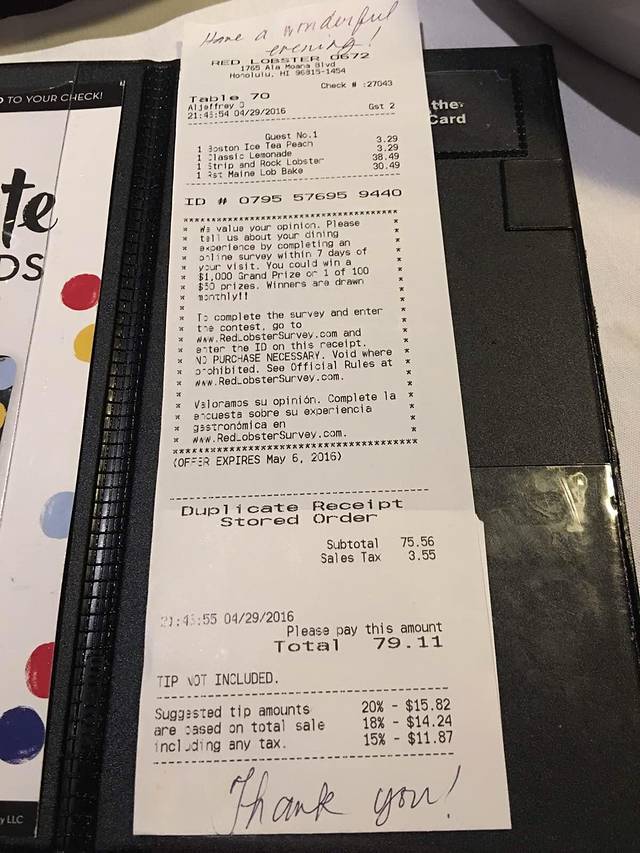 Have a wonderful
evening!
RED LOBSTER 0672
1765 Ala Moana Blvd
Honolulu, HI 96815-1454
Check # :27043
Table 70
Aljeffrey G
Gst 2
21:45:54 04/29/2016
Guest No.1
1 Boston Ice Tea Peach 3.29
1 Classic Lemonade 3.29
1 Strip and Rock Lobster 38.49
1 Rst Maine Lob Bake 30.49
ID # 0795 57695 9440
We value your opinion. Please
tell us about your dining
experience by completing an
online survey within 7 days of
your visit. You could win a
$1,000 Grand Prize or 1 of 100
$50 prizes. Winners are drawn
monthly!!
To complete the survey and enter
the contest, go to
www.RedLobsterSurvey.com and
enter the ID on this receipt.
NO PURCHASE NECESSARY. Void where
prohibited. See Official Rules at
www.RedLobsterSurvey.com.
Valoramos su opinión. Complete la
encuesta sobre su experiencia
gastronómica en
www.RedLobsterSurvey.com.
(OFFER EXPIRES May 6, 2016)
Duplicate Receipt
Stored Order
Subtotal 75.56
Sales Tax 3.55
21:45:55 04/29/2016
Please pay this amount
Total 79.11
TIP NOT INCLUDED.
Suggested tip amounts 20% - $15.82
are based on total sale 18% - $14.24
including any tax. 15% - $11.87
Thank you!
TO YOUR CHECK!
te
DS
y LLC
the
Card